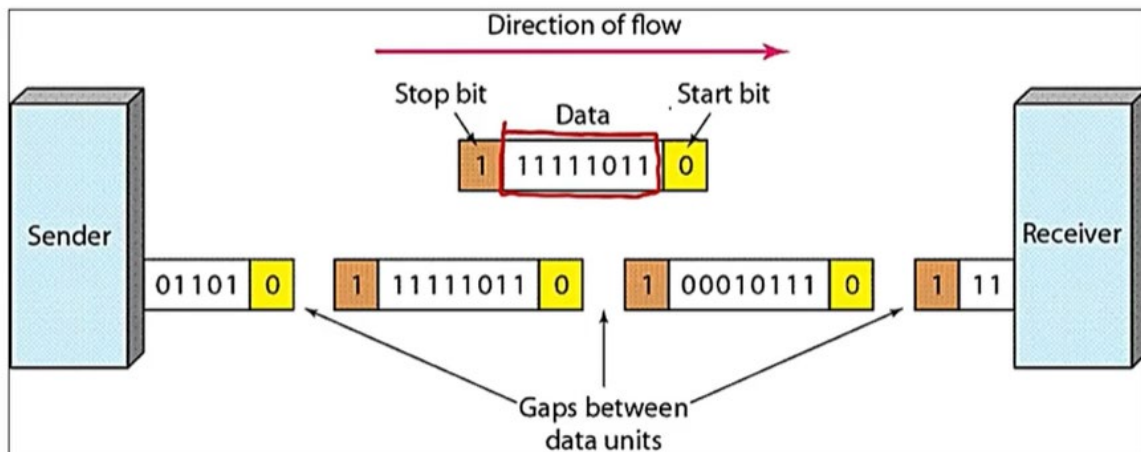 Direction of flow
Stop bit
Start bit
Data
1 11111011 0
Sender
Receiver
01101 0 1 11111011 0 1 00010111 0 1 11
Gaps between
data units